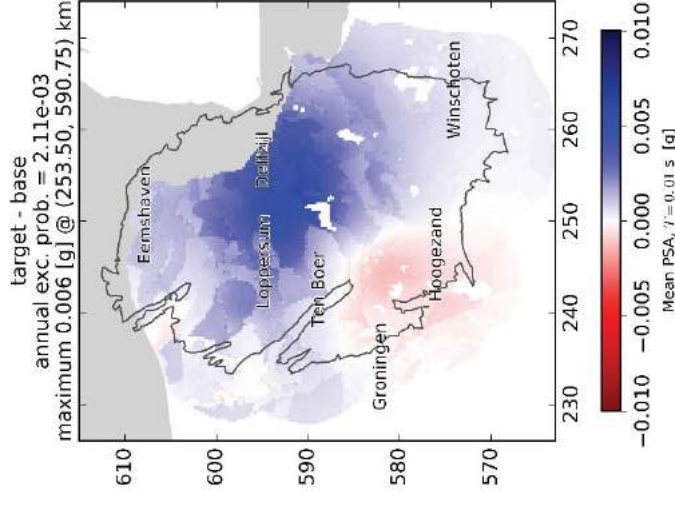 target - base
annual exc. prob. = 2.11e-03
maximum 0.006 [g] @ (253.50, 590.75) km
610
600
590
580
570
Eemshaven
Delfzijl
Loppersum
Ten Boer
Groningen
Hoogezand
Winschoten
230
240
250
260
270
−0.010
−0.005
0.000
0.005
0.010
Mean PSA, T=0.01 s [g]